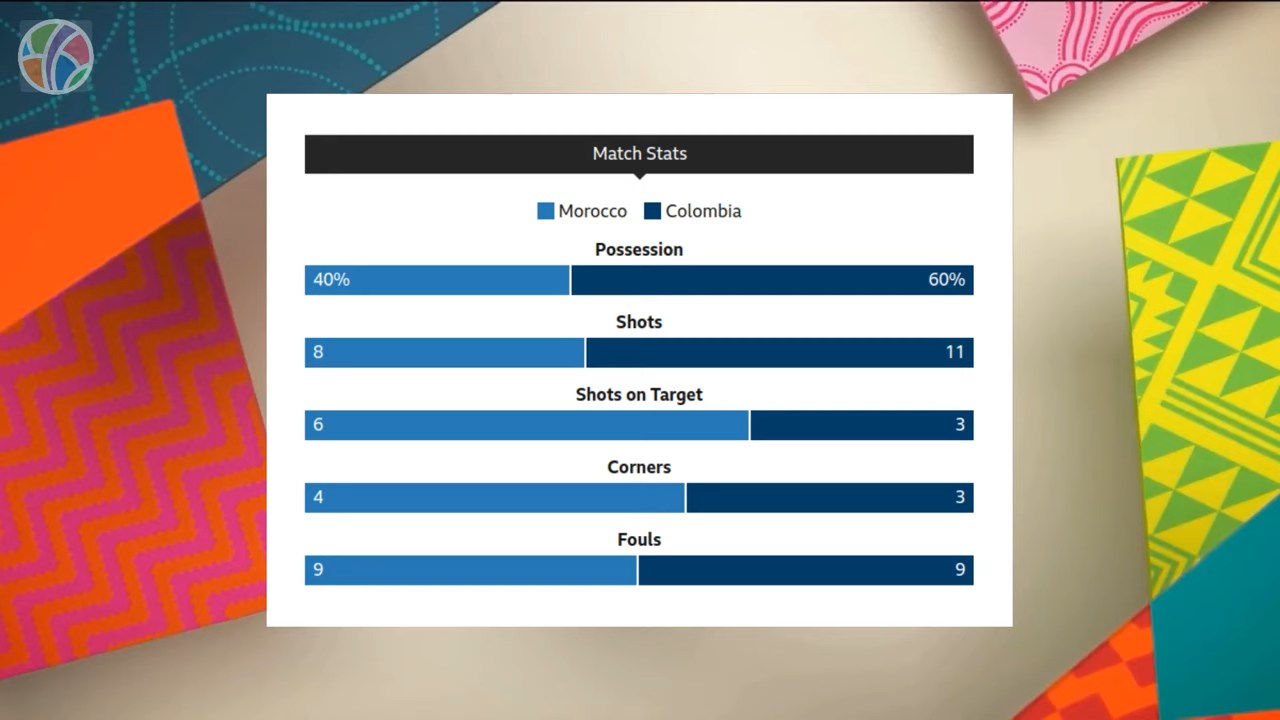 Match Stats
Morocco Colombia
Possession
40% 60%
Shots
8 11
Shots on Target
6 3
Corners
4 3
Fouls
9 9